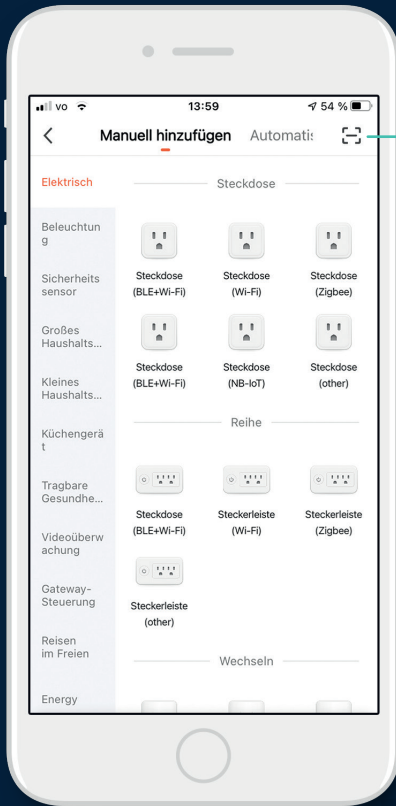 vo
13:59
54 %
Manuell hinzufügen Automatis
Elektrisch
Beleuchtun
g
Sicherheits
sensor
Großes
Haushalts...
Kleines
Haushalts...
Küchengerä
t
Tragbare
Gesundhe...
Videoüberw
achung
Gateway-
Steuerung
Reisen
im Freien
Energy
Steckdose
Steckdose Steckdose Steckdose
(BLE+Wi-Fi) (Wi-Fi) (Zigbee)
Steckdose Steckdose Steckdose
(BLE+Wi-Fi) (NB-IoT) (other)
Reihe
Steckdose Steckerleiste Steckerleiste
(BLE+Wi-Fi) (Wi-Fi) (Zigbee)
Steckerleiste
(other)
Wechseln